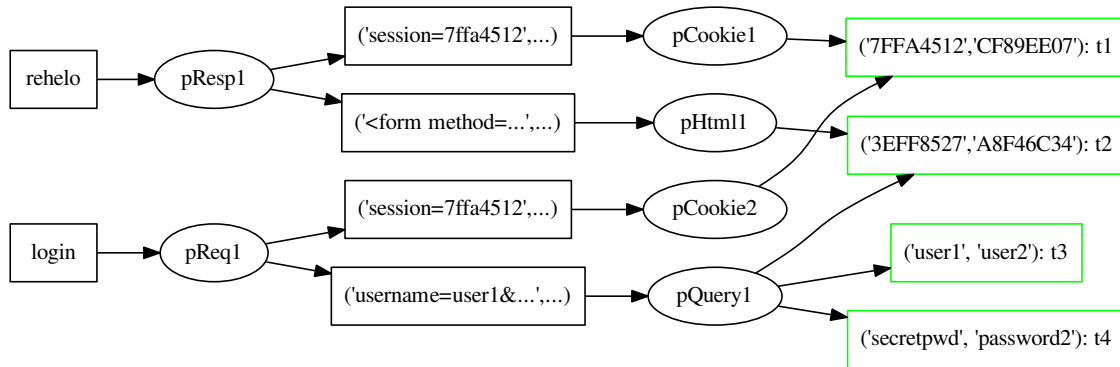 ('session=7ffa4512',...)
pCookie1
('7FFA4512','CF89EE07'): t1
rehelo
pResp1
('<form method=...',...)
pHtml1
('3EFF8527','A8F46C34'): t2
('session=7ffa4512',...)
pCookie2
login
pReq1
('user1', 'user2'): t3
('username=user1&...',...)
pQuery1
('secretpwd', 'password2'): t4